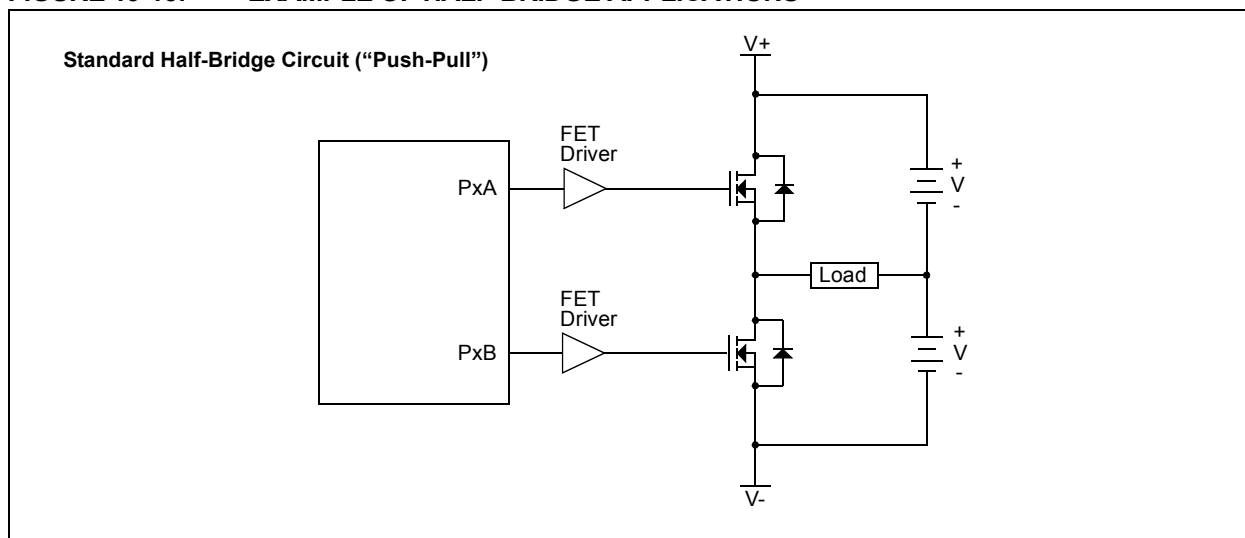 Standard Half-Bridge Circuit (“Push-Pull”)
V+
FET
Driver
PxA
+
V
-
Load
FET
Driver
PxB
+
V
-
V-